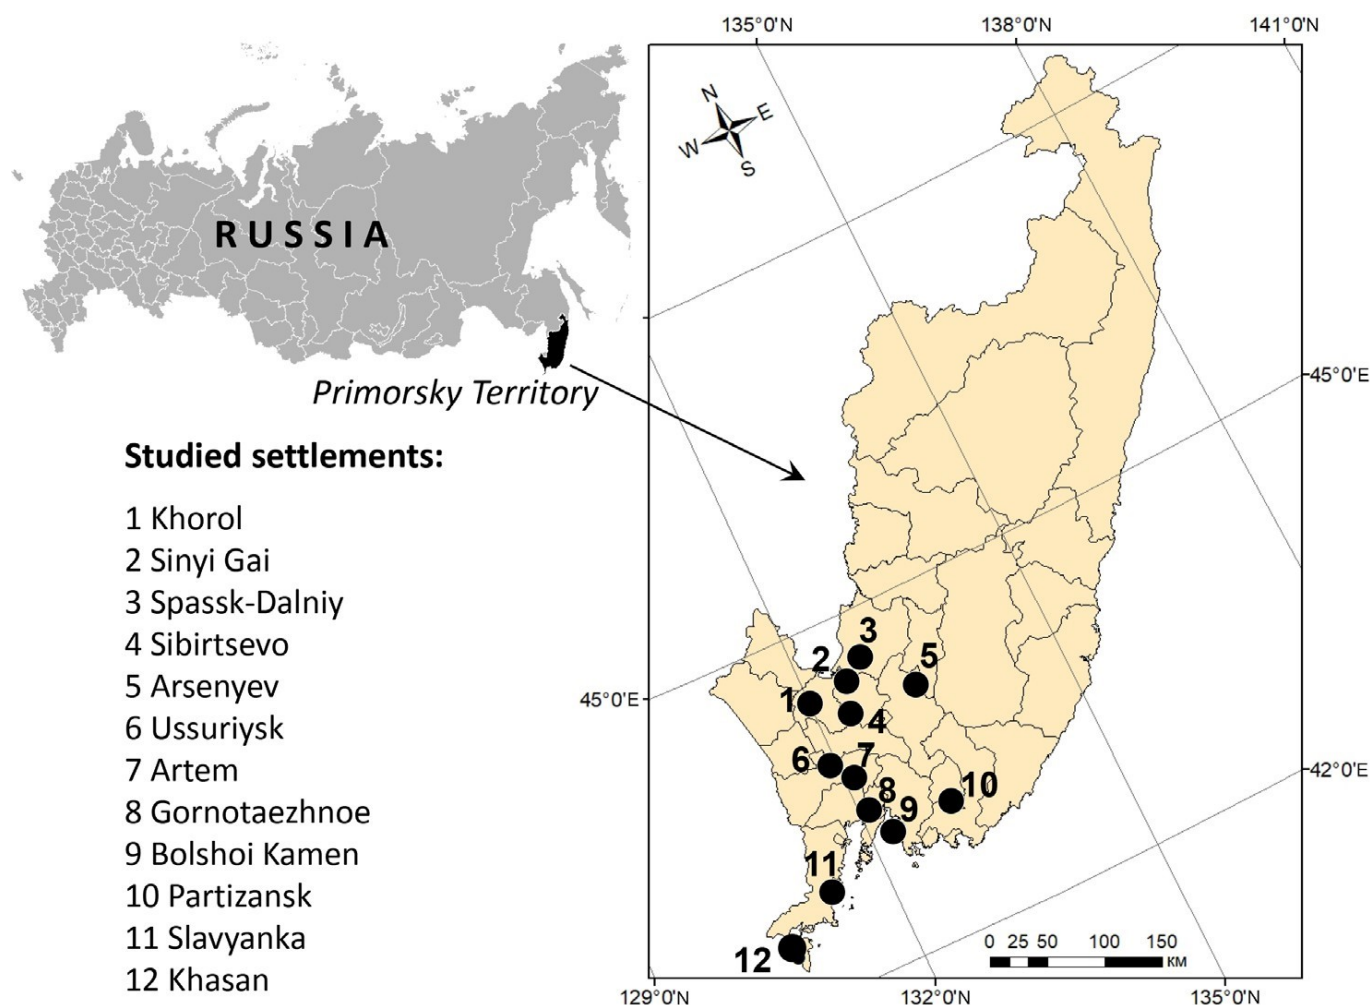 135°0'N 138°0'N 141°0'N
N
E
W
S
RUSSIA
Primorsky Territory
45°0'E
Studied settlements:
1 Khorol
2 Sinyi Gai
3 Spassk-Dalniy
4 Sibirtsevo
5 Arsenyev
6 Ussuriysk
7 Artem
8 Gornotaezhnoe
9 Bolshoi Kamen
10 Partizansk
11 Slavyanka
12 Khasan
3
2
5
1
4
45°0'E
6
7
42°0'E
8
10
9
11
12
0 25 50 100 150
КМ
129°0'N 132°0'N 135°0'N